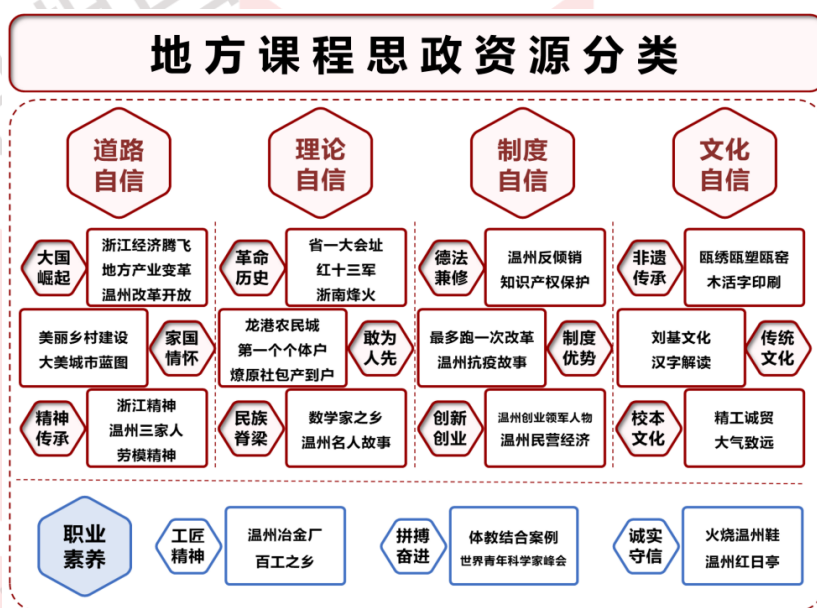 地方课程思政资源分类
道路
自信
理论
自信
制度
自信
文化
自信
大国
崛起
浙江经济腾飞
地方产业变革
温州改革开放
革命
历史
省一大会址
红十三军
浙南烽火
德法
兼修
温州反倾销
知识产权保护
非遗
传承
瓯绣瓯塑瓯窑
木活字印刷
美丽乡村建设
大美城市蓝图
家国
情怀
龙港农民城
第一个个体户
燎原社包产到户
敢为
人先
最多跑一次改革
温州抗疫故事
制度
优势
刘基文化
汉字解读
传统
文化
精神
传承
浙江精神
温州三家人
劳模精神
民族
脊梁
数学家之乡
温州名人故事
创新
创业
温州创业领军人物
温州民营经济
校本
文化
精工诚贸
大气致远
职业
素养
工匠
精神
温州冶金厂
百工之乡
拼搏
奋进
体教结合案例
世界青年科学家峰会
诚实
守信
火烧温州鞋
温州红日亭